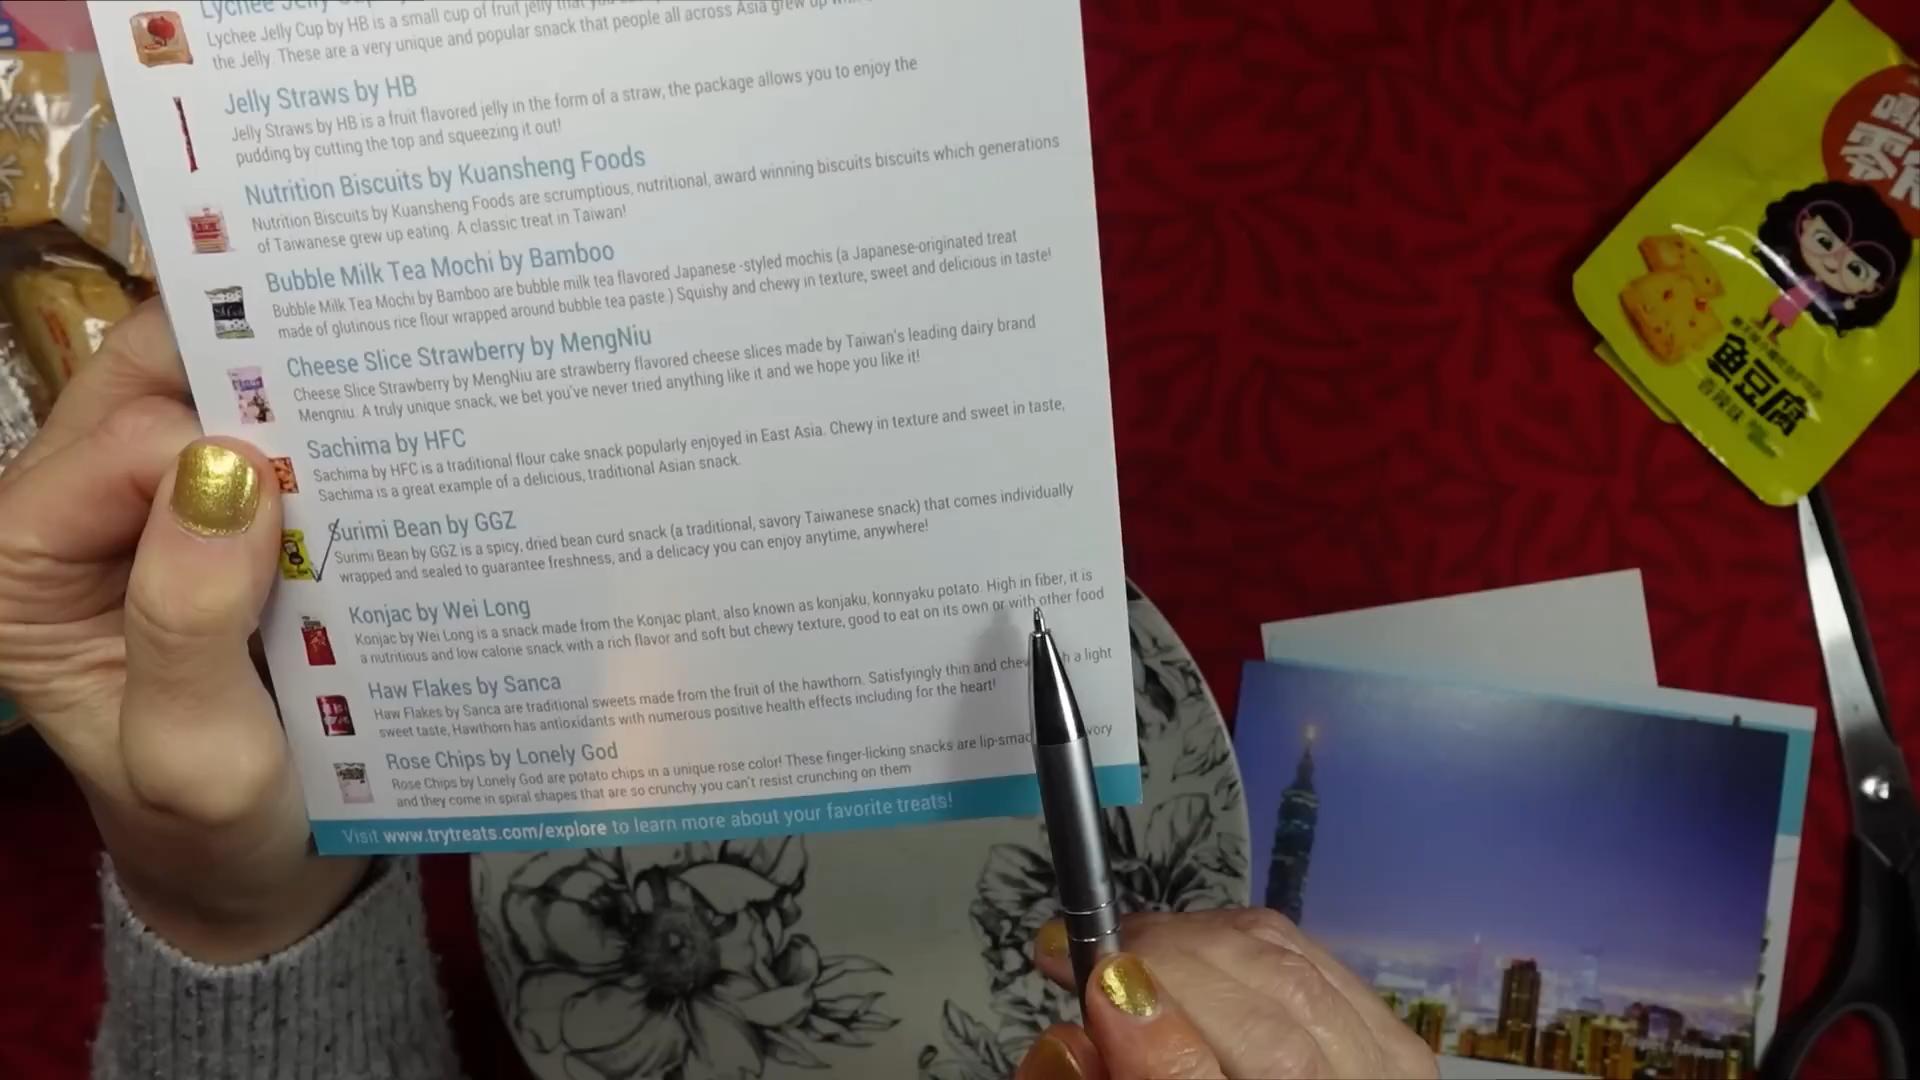 Lychee Jelly Cup
Lychee Jelly Cup by HB is a small cup of fruit jelly that you
the Jelly. These are a very unique and popular snack that people all across Asia grew up
Jelly Straws by HB
Jelly Straws by HB is a fruit flavored jelly in the form of a straw, the package allows you to enjoy the
pudding by cutting the top and squeezing it out!
Nutrition Biscuits by Kuansheng Foods
Nutrition Biscuits by Kuansheng Foods are scrumptious, nutritional, award winning biscuits biscuits which generations
of Taiwanese grew up eating. A classic treat in Taiwan!
Bubble Milk Tea Mochi by Bamboo
Bubble Milk Tea Mochi by Bamboo are bubble milk tea flavored Japanese -styled mochis (a Japanese-originated treat
made of glutinous rice flour wrapped around bubble tea paste.) Squishy and chewy in texture, sweet and delicious in taste!
Cheese Slice Strawberry by MengNiu
Cheese Slice Strawberry by MengNiu are strawberry flavored cheese slices made by Taiwan's leading dairy brand
Mengniu. A truly unique snack, we bet you've never tried anything like it and we hope you like it!
Sachima by HFC
Sachima by HFC is a traditional flour cake snack popularly enjoyed in East Asia. Chewy in texture and sweet in taste,
Sachima is a great example of a delicious, traditional Asian snack.
Surimi Bean by GGZ
Surimi Bean by GGZ is a spicy, dried bean curd snack (a traditional, savory Taiwanese snack) that comes individually
wrapped and sealed to guarantee freshness, and a delicacy you can enjoy anytime, anywhere!
Konjac by Wei Long
Konjac by Wei Long is a snack made from the Konjac plant, also known as konjaku, konnyaku potato. High in fiber, it is
a nutritious and low calorie snack with a rich flavor and soft but chewy texture, good to eat on its own or with other food
Haw Flakes by Sanca
Haw Flakes by Sanca are traditional sweets made from the fruit of the hawthorn. Satisfyingly thin and a light
sweet taste, Hawthorn has antioxidants with numerous positive health effects including for the heart!
Rose Chips by Lonely God
Rose Chips by Lonely God are potato chips in a unique rose color! These finger-licking snacks are
and they come in spiral shapes that are so crunchy you can't resist crunching on them
Visit www.trytreats.com/explore to learn more about your favorite treats!
鱼豆腐
香辣味
Taipei, Taiwan